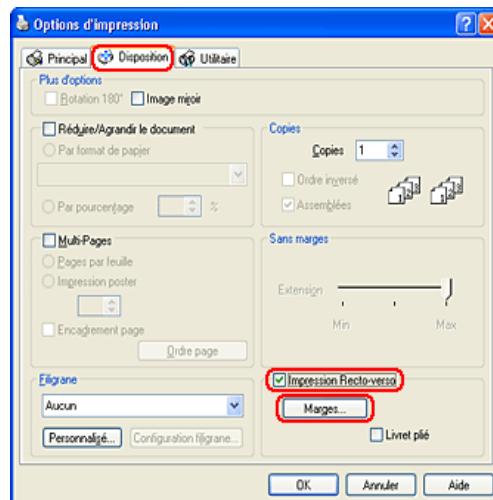 Options d'impression
Principal Disposition Utilitaire
Plus d'options
Rotation 180° Image miroir
Réduire/Agrandir le document
Par format de papier
Par pourcentage %
Copies
Copies 1
Ordre inversé
Assemblées
Multi-Pages
Pages par feuille
Impression poster
Encadrement page
Ordre page
Sans marges
Extension
Min Max
Filigrane
Aucun
Personnalisé... Configuration filigrane...
Impression Recto-verso
Marges...
Livret plié
OK Annuler Aide